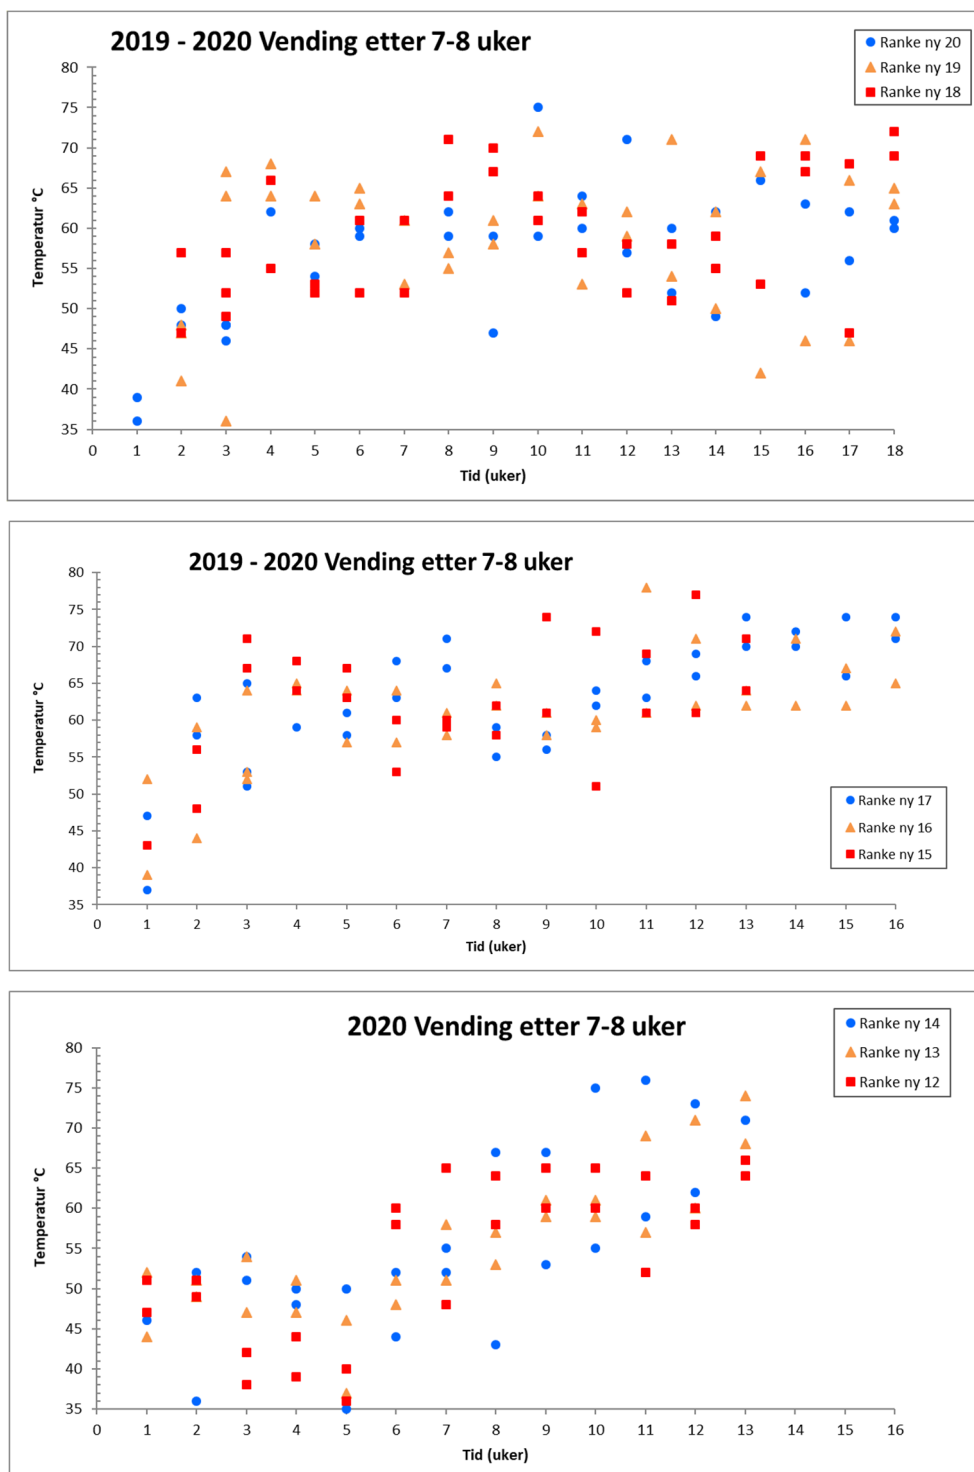 2019 - 2020 Vending etter 7-8 uker
Ranke ny 20
Ranke ny 19
Ranke ny 18
80
75
70
65
60
55
50
45
40
35
Temperatur °C
0 1 2 3 4 5 6 7 8 9 10 11 12 13 14 15 16 17 18
Tid (uker)
2019 - 2020 Vending etter 7-8 uker
80
75
70
65
60
55
50
45
40
35
Temperatur °C
Ranke ny 17
Ranke ny 16
Ranke ny 15
0 1 2 3 4 5 6 7 8 9 10 11 12 13 14 15 16
Tid (uker)
2020 Vending etter 7-8 uker
Ranke ny 14
Ranke ny 13
Ranke ny 12
80
75
70
65
60
55
50
45
40
35
Temperatur °C
0 1 2 3 4 5 6 7 8 9 10 11 12 13 14 15 16
Tid (uker)